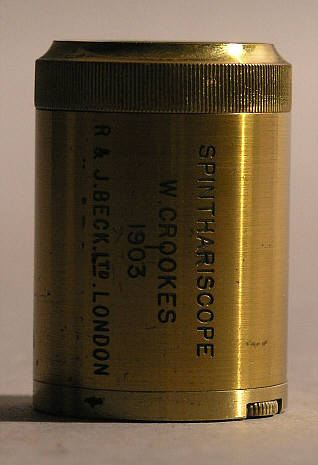 SPINTHARISCOPE
W. CROOKES
1903
R & J. BECK. LTD. LONDON